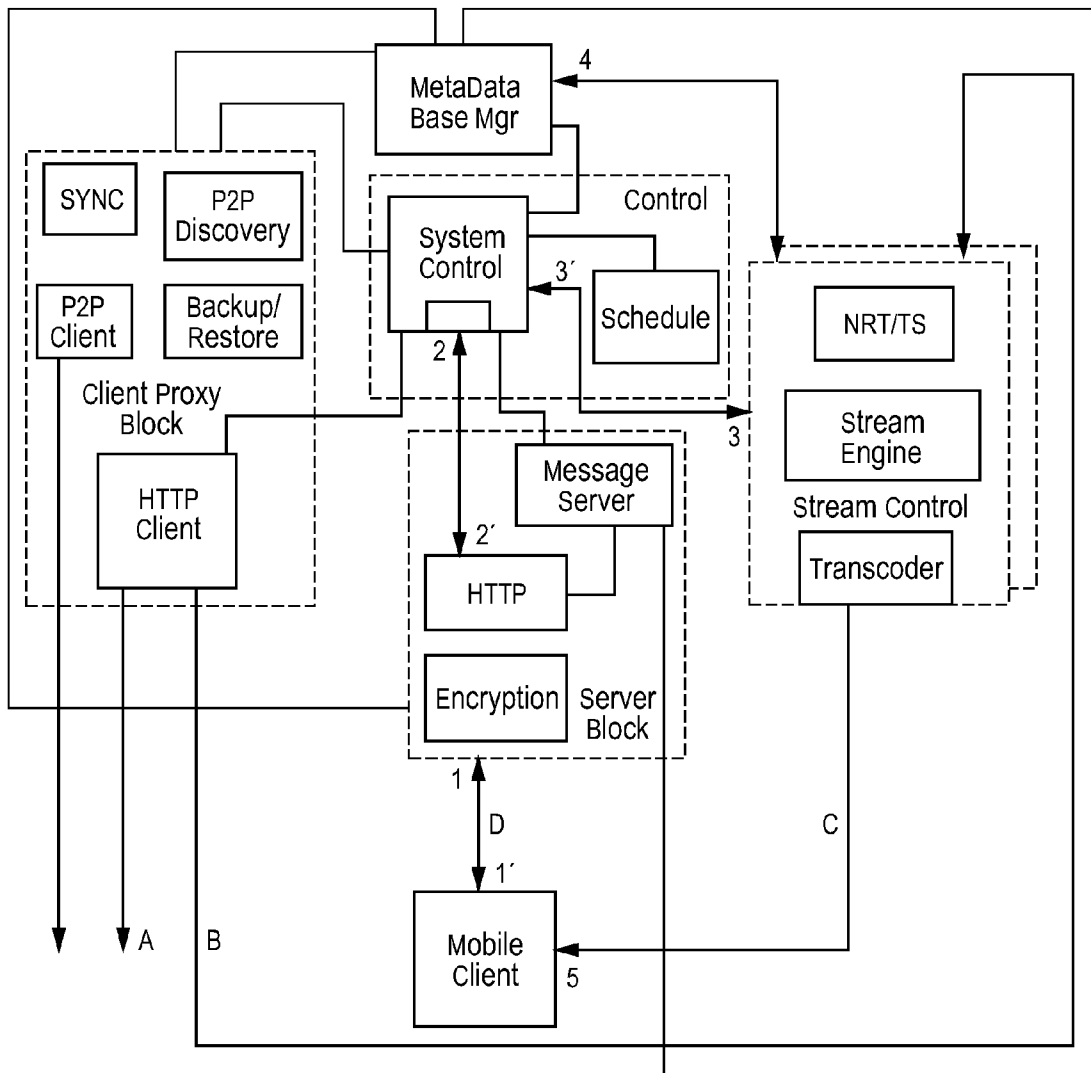 4
MetaData
Base Mgr
SYNC
P2P
Discovery
P2P
Client
Backup/
Restore
Client Proxy
Block
HTTP
Client
Control
System
Control
3´
Schedule
2
NRT/TS
Stream
Engine
Stream Control
Transcoder
3
Message
Server
2´
HTTP
Encryption
Server
Block
1
D
1´
C
A
B
Mobile
Client
5